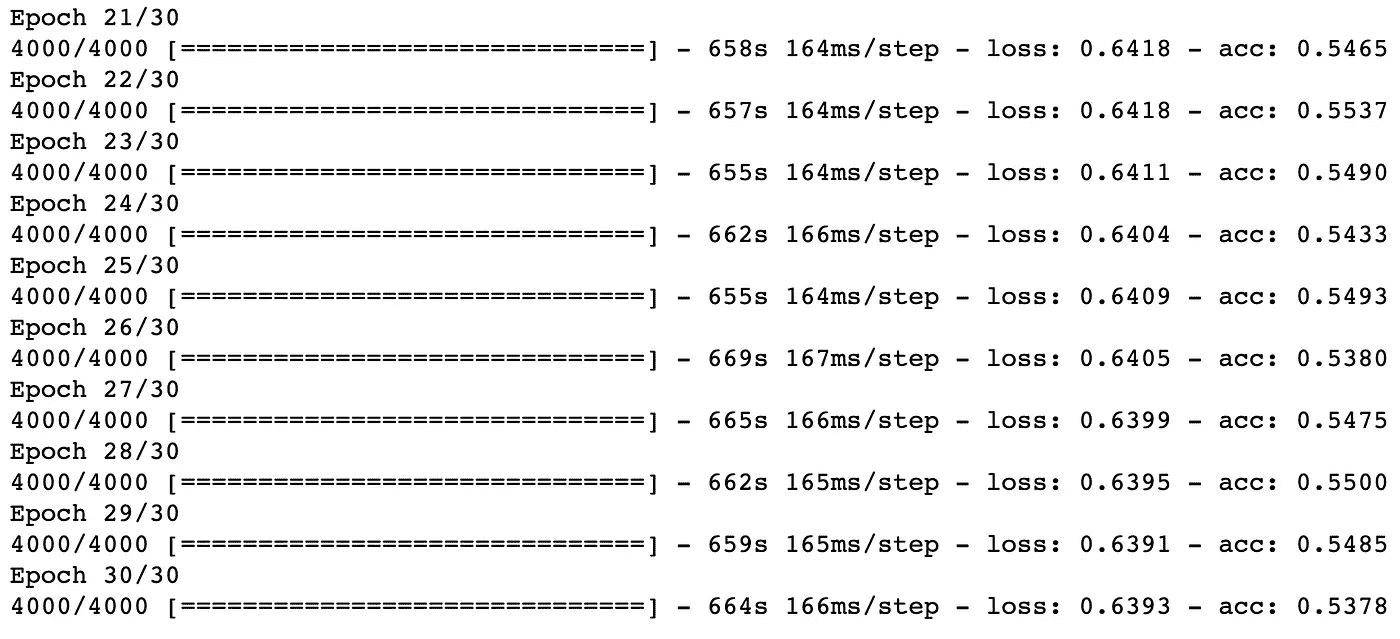 Epoch 21/30
4000/4000 [==============================] - 658s 164ms/step - loss: 0.6418 - acc: 0.5465
Epoch 22/30
4000/4000 [==============================] - 657s 164ms/step - loss: 0.6418 - acc: 0.5537
Epoch 23/30
4000/4000 [==============================] - 655s 164ms/step - loss: 0.6411 - acc: 0.5490
Epoch 24/30
4000/4000 [==============================] - 662s 166ms/step - loss: 0.6404 - acc: 0.5433
Epoch 25/30
4000/4000 [==============================] - 655s 164ms/step - loss: 0.6409 - acc: 0.5493
Epoch 26/30
4000/4000 [==============================] - 669s 167ms/step - loss: 0.6405 - acc: 0.5380
Epoch 27/30
4000/4000 [==============================] - 665s 166ms/step - loss: 0.6399 - acc: 0.5475
Epoch 28/30
4000/4000 [==============================] - 662s 165ms/step - loss: 0.6395 - acc: 0.5500
Epoch 29/30
4000/4000 [==============================] - 659s 165ms/step - loss: 0.6391 - acc: 0.5485
Epoch 30/30
4000/4000 [==============================] - 664s 166ms/step - loss: 0.6393 - acc: 0.5378